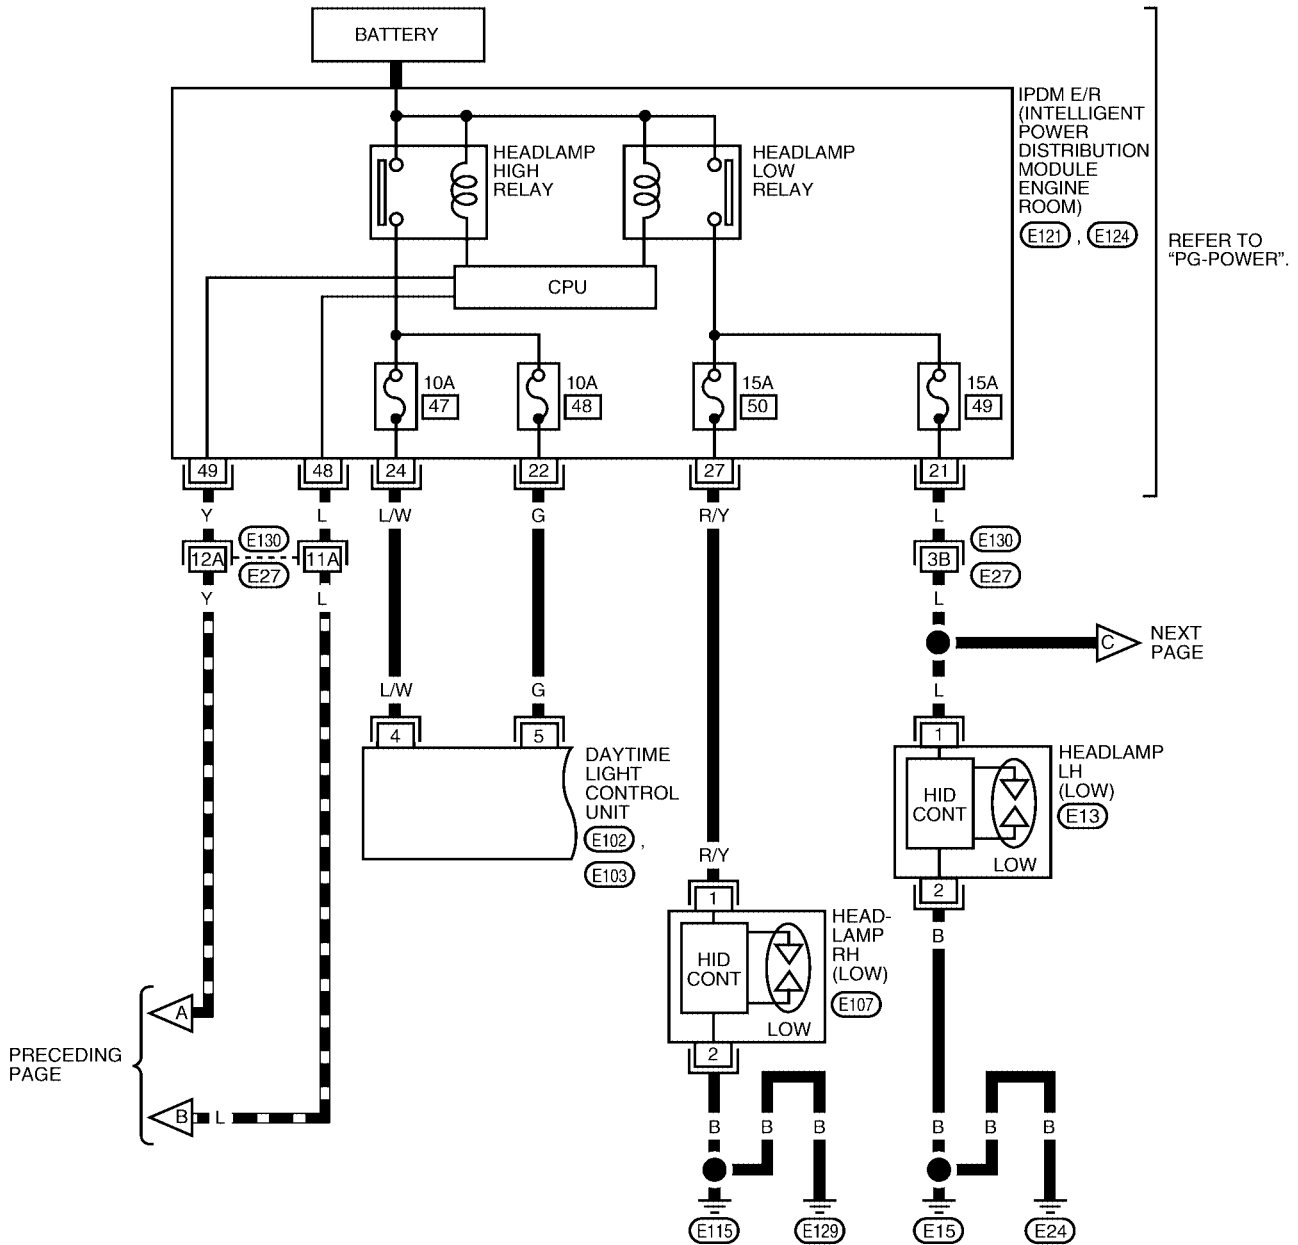 BATTERY
IPDM E/R
(INTELLIGENT
POWER
DISTRIBUTION
MODULE
ENGINE
ROOM)
E121 , E124
REFER TO
“PG-POWER”.
HEADLAMP
HIGH
RELAY
HEADLAMP
LOW
RELAY
CPU
10A
47
10A
48
15A
50
15A
49
49
48
24
22
27
21
Y
L
L/W
G
R/Y
L
12A
E130
E27
11A
3B
E130
E27
Y
L
L
C
NEXT
PAGE
L/W
G
L
4
5
1
DAYTIME
LIGHT
CONTROL
UNIT
E102 ,
E103
HID
CONT
LOW
HEADLAMP
LH
(LOW)
E13
2
B
R/Y
1
HID
CONT
LOW
HEAD-
LAMP
RH
(LOW)
E107
2
PRECEDING
PAGE
A
B
L
B
B
B
B
B
B
E115
E129
E15
E24